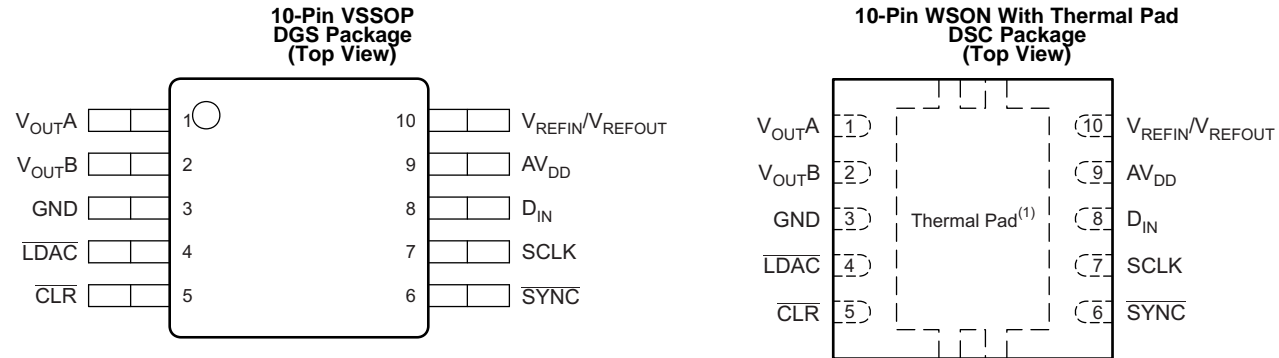 10-Pin VSSOP
DGS Package
(Top View)
VOUTA 1 10 VREFIN/VREFOUT
VOUTB 2 9 AVDD
GND 3 8 DIN
LDAC 4 7 SCLK
CLR 5 6 SYNC
10-Pin WSON With Thermal Pad
DSC Package
(Top View)
VOUTA 1 10 VREFIN/VREFOUT
VOUTB 2 9 AVDD
GND 3 Thermal Pad(1) 8 DIN
LDAC 4 7 SCLK
CLR 5 6 SYNC